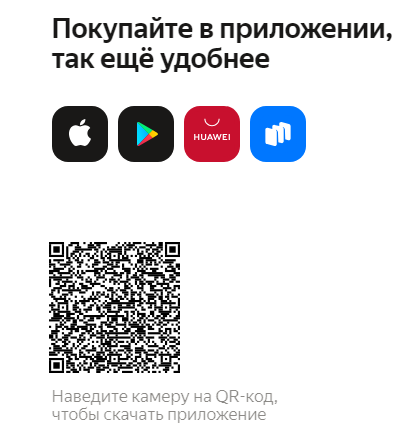 Покупайте в приложении,
так ещё удобнее
HUAWEI
Наведите камеру на QR-код,
чтобы скачать приложение